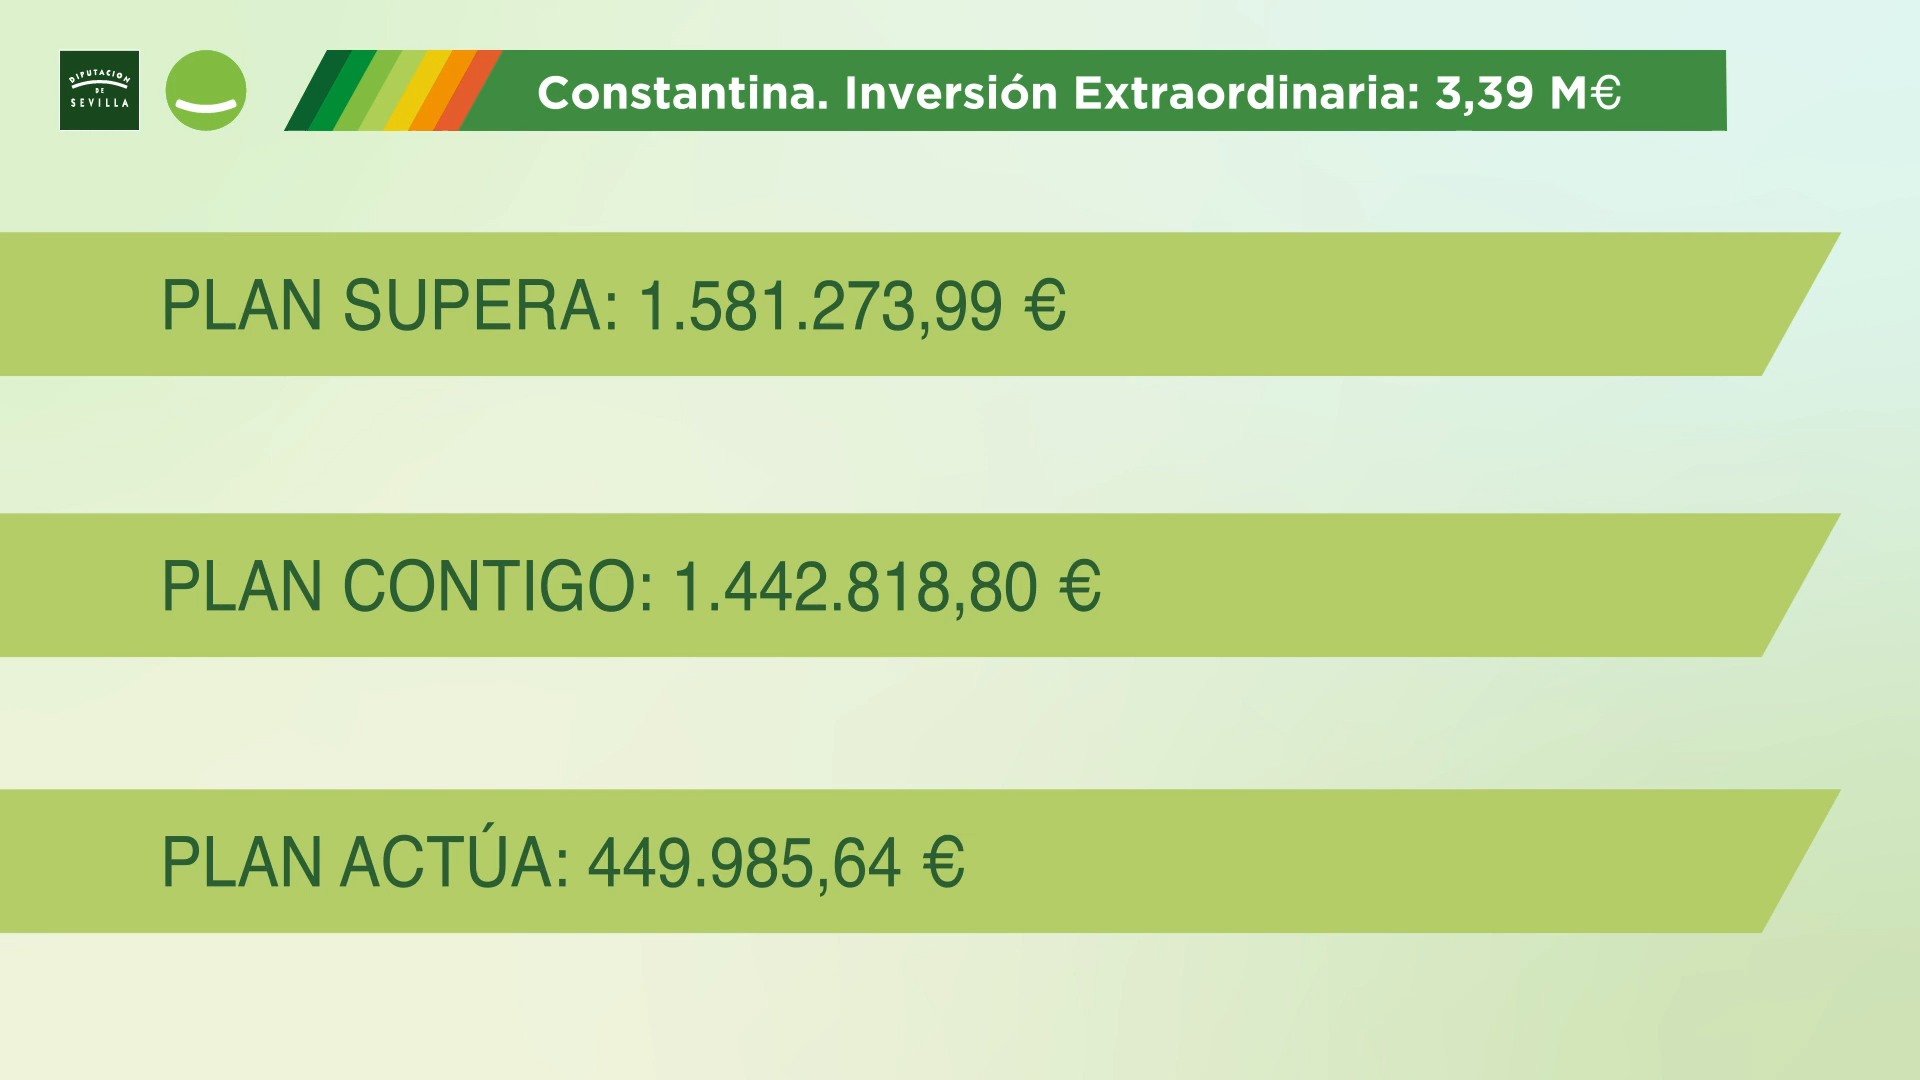 DIPUTACION
DE
SEVILLA
Constantina. Inversión Extraordinaria: 3,39 M€
PLAN SUPERA: 1.581.273,99 €
PLAN CONTIGO: 1.442.818,80 €
PLAN ACTÚA: 449.985,64 €